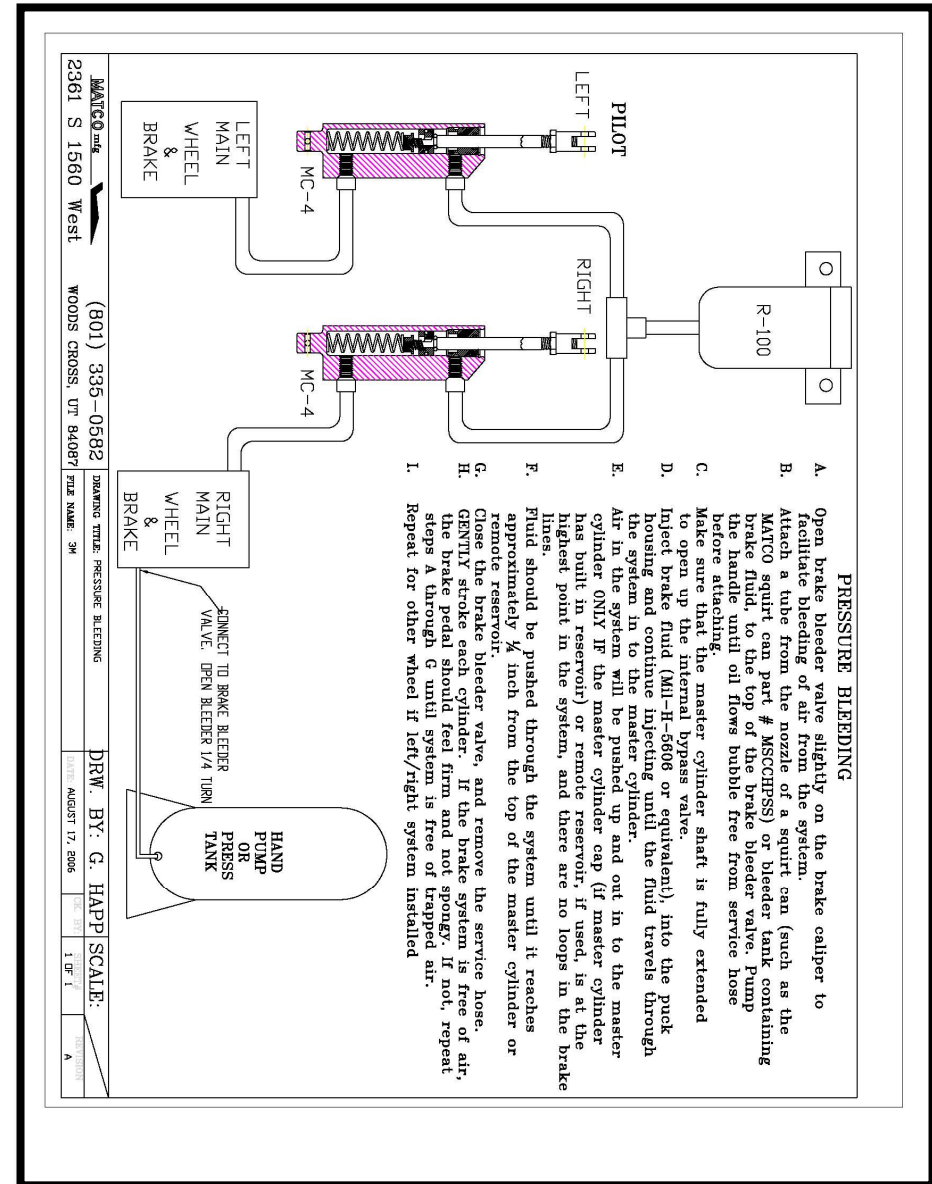 PRESSURE BLEEDING
A. Open brake bleeder valve slightly on the brake caliper to
facilitate bleeding of air from the system.
B. Attach a tube from the nozzle of a squirt can (such as the
MATCO squirt can part # MSCCHPSS) or bleeder tank containing
brake fluid, to the top of the brake bleeder valve. Pump
the handle until oil flows bubble free from service hose
before attaching.
C. Make sure that the master cylinder shaft is fully extended
to open up the internal bypass valve.
D. Inject brake fluid (Mil-H-5606 or equivalent), into the puck
housing and continue injecting until the fluid travels through
the system in to the master cylinder.
E. Air in the system will be pushed up and out in to the master
cylinder ONLY IF the master cylinder cap (if master cylinder
has built in reservoir) or remote reservoir, if used, is at the
highest point in the system, and there are no loops in the brake
lines.
F. Fluid should be pushed through the system until it reaches
approximately ¼ inch from the top of the master cylinder or
remote reservoir.
G. Close the brake bleeder valve, and remove the service hose.
H. GENTLY stroke each cylinder. If the brake system is free of air,
the brake pedal should feel firm and not spongy. If not, repeat
steps A through G until system is free of trapped air.
I. Repeat for other wheel if left/right system installed
R-100
PILOT
LEFT
RIGHT
MC-4
MC-4
LEFT
MAIN
WHEEL
&
BRAKE
RIGHT
MAIN
WHEEL
&
BRAKE
CONNECT TO BRAKE BLEEDER
VALVE. OPEN BLEEDER 1/4 TURN
HAND
PUMP
OR
PRESS
TANK
MATCO mfg
(801) 335-0582
2361 S 1560 West
WOODS CROSS, UT 84087
DRAWING TITLE: PRESSURE BLEEDING
FILE NAME: 3M
DRW. BY: G. HAPP
SCALE:
DATE: AUGUST 17, 2006
CK. BY:
SHEET#
1 OF 1
REVISION
A